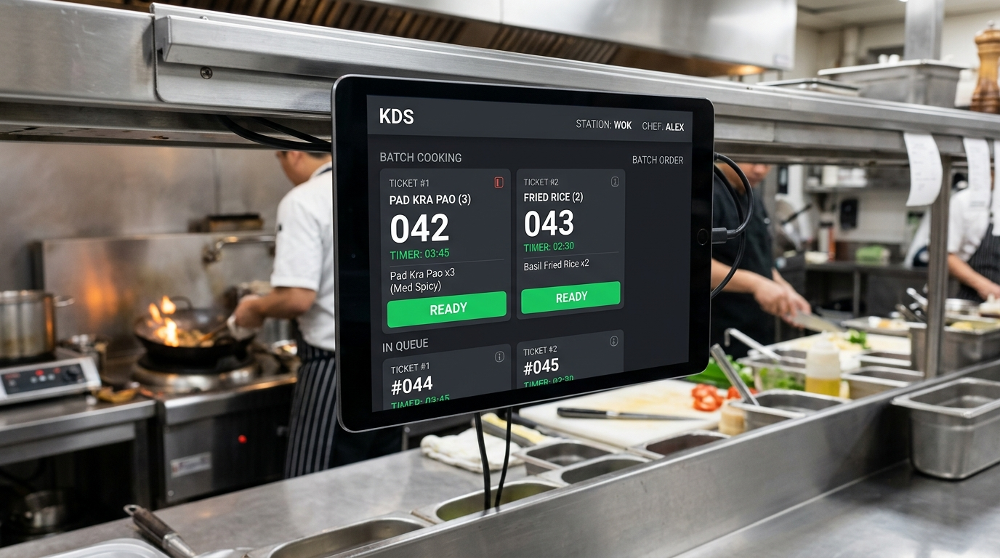 KDS
STATION: WOK CHEF. ALEX
BATCH COOKING
BATCH ORDER
TICKET #1
PAD KRA PAO (3)
042
TIMER: 03:45
Pad Kra Pao x3
(Med Spicy)
READY
TICKET #2
FRIED RICE (2)
043
TIMER: 02:30
Basil Fried Rice x2
READY
IN QUEUE
TICKET #1
#044
TIMER: 03:45
TICKET #2
#045
TIMER: 02:30